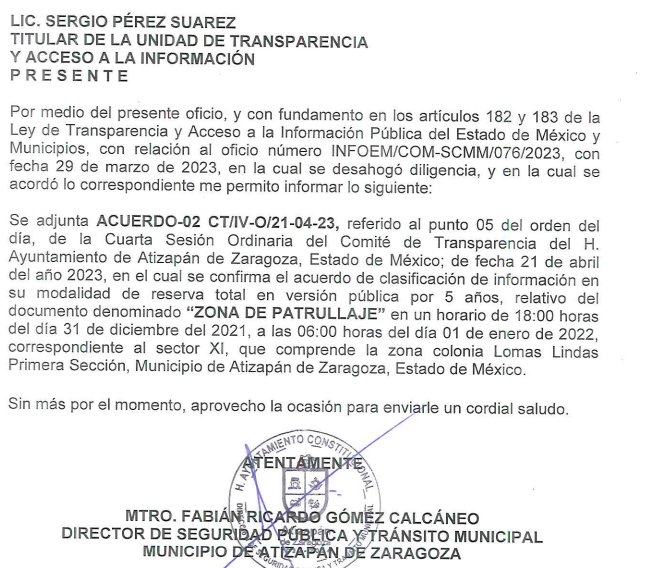 LIC. SERGIO PÉREZ SUAREZ
TITULAR DE LA UNIDAD DE TRANSPARENCIA
Y ACCESO A LA INFORMACIÓN
P R E S E N T E
Por medio del presente oficio, y con fundamento en los artículos 182 y 183 de la
Ley de Transparencia y Acceso a la Información Pública del Estado de México y
Municipios, con relación al oficio número INFOEM/COM-SCMM/076/2023, con
fecha 29 de marzo de 2023, en la cual se desahogó diligencia, y en la cual se
acordó lo correspondiente me permito informar lo siguiente:
Se adjunta ACUERDO-02 CT/IV-O/21-04-23, referido al punto 05 del orden del
día, de la Cuarta Sesión Ordinaria del Comité de Transparencia del H.
Ayuntamiento de Atizapán de Zaragoza, Estado de México; de fecha 21 de abril
del año 2023, en el cual se confirma el acuerdo de clasificación de información en
su modalidad de reserva total en versión pública por 5 años, relativo del
documento denominado “ZONA DE PATRULLAJE” en un horario de 18:00 horas
del día 31 de diciembre del 2021, a las 06:00 horas del día 01 de enero de 2022,
correspondiente al sector XI, que comprende la zona colonia Lomas Lindas
Primera Sección, Municipio de Atizapán de Zaragoza, Estado de México.
Sin más por el momento, aprovecho la ocasión para enviarle un cordial saludo.
H. AYUNTAMIENTO CONSTITUCIONAL
ATENTAMENTE
MTRO. FABIÁN RICARDO GÓMEZ CALCÁNEO
DIRECTOR DE SEGURIDAD PÚBLICA Y TRÁNSITO MUNICIPAL
MUNICIPIO DE ATIZAPÁN DE ZARAGOZA